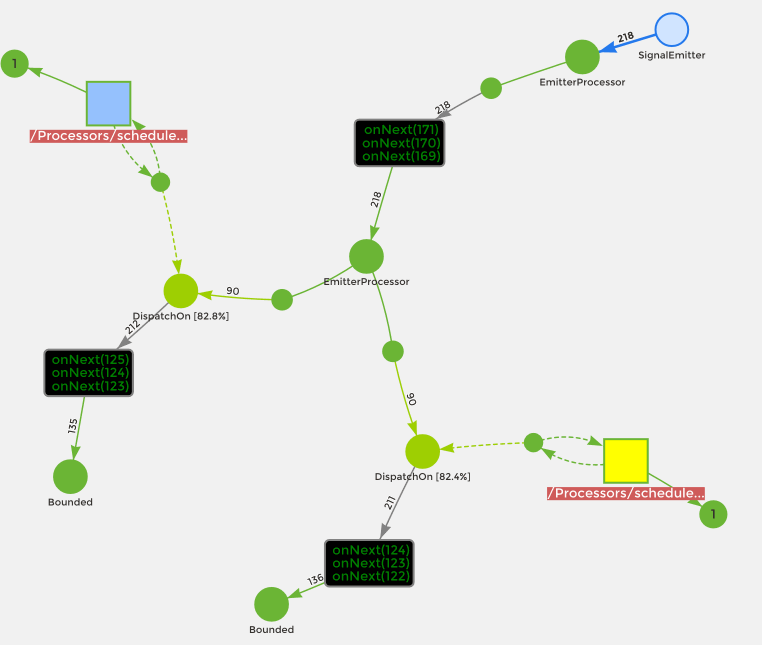 218
SignalEmitter
EmitterProcessor
1
218
/Processors/schedule...
onNext(171)
onNext(170)
onNext(169)
218
EmitterProcessor
90
DispatchOn [82.8%]
212
onNext(125)
onNext(124)
onNext(123)
90
135
DispatchOn [82.4%]
Bounded
/Processors/schedule...
211
1
onNext(124)
onNext(123)
onNext(122)
136
Bounded